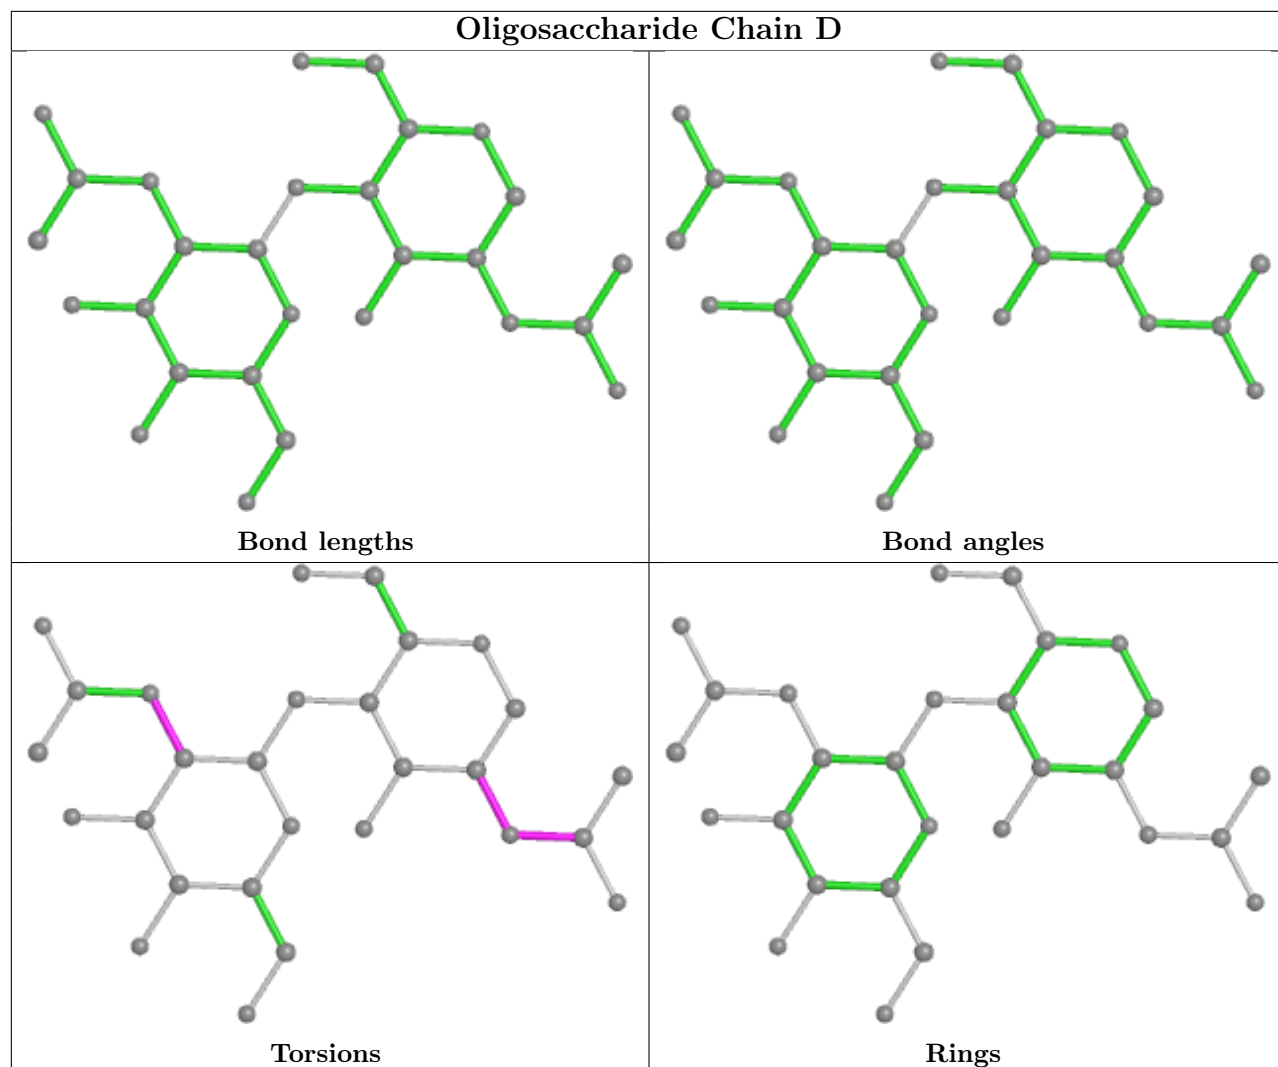 Oligosaccharide Chain D
Bond lengths
Bond angles
Torsions
Rings